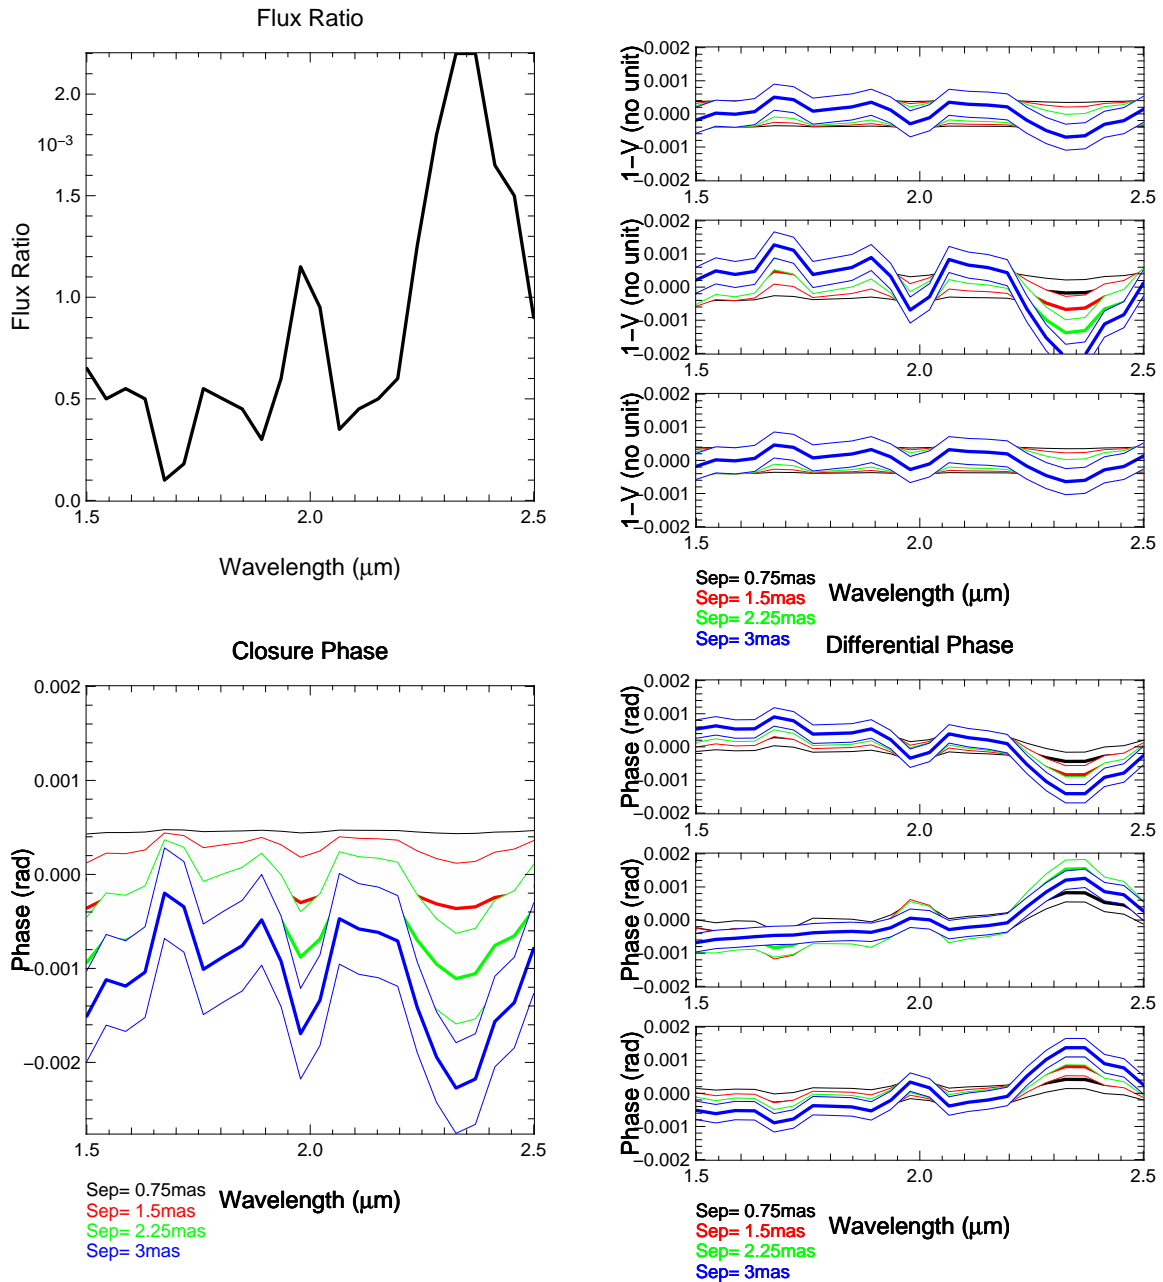 Flux Ratio
2.0
10⁻³
1.5
1.0
0.5
0.0
Flux Ratio
1.5 2.0 2.5
Wavelength (μm)
0.002
0.001
0.000
−0.001
−0.002
1−V (no unit)
1.5 2.0 2.5
0.002
0.001
0.000
−0.001
−0.002
1−V (no unit)
1.5 2.0 2.5
0.002
0.001
0.000
−0.001
−0.002
1−V (no unit)
1.5 2.0 2.5
Sep= 0.75mas
Sep= 1.5mas
Sep= 2.25mas
Sep= 3mas
Wavelength (μm)
Closure Phase
0.002
0.001
0.000
−0.001
−0.002
Phase (rad)
1.5 2.0 2.5
Sep= 0.75mas
Sep= 1.5mas
Sep= 2.25mas
Sep= 3mas
Wavelength (μm)
Differential Phase
0.002
0.001
0.000
−0.001
−0.002
Phase (rad)
1.5 2.0 2.5
0.002
0.001
0.000
−0.001
−0.002
Phase (rad)
1.5 2.0 2.5
0.002
0.001
0.000
−0.001
−0.002
Phase (rad)
1.5 2.0 2.5
Sep= 0.75mas
Sep= 1.5mas
Sep= 2.25mas
Sep= 3mas
Wavelength (μm)